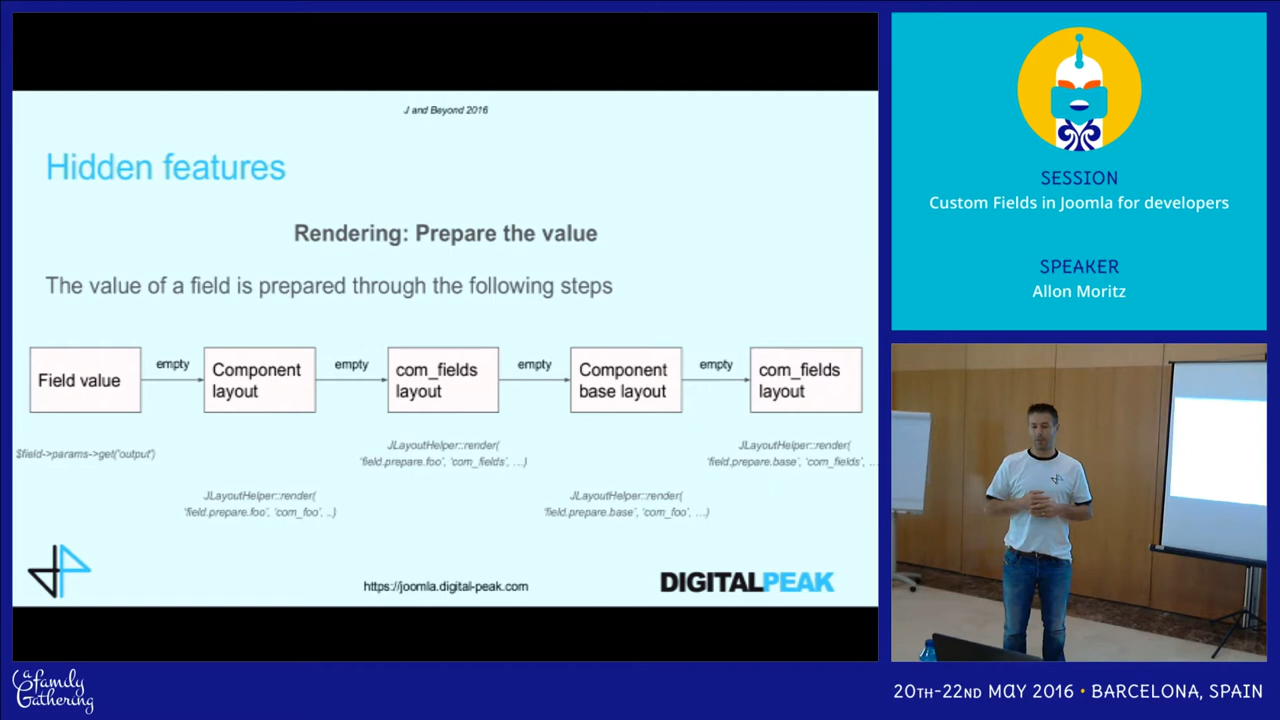 J and Beyond 2016
Hidden features
Rendering: Prepare the value
The value of a field is prepared through the following steps
Field value
empty
Component
layout
empty
com_fields
layout
empty
Component
base layout
empty
com_fields
layout
$field->params->get('output')
JLayoutHelper::render(
'field.prepare.foo', 'com_foo', ..)
JLayoutHelper::render(
'field.prepare.foo', 'com_fields', …)
JLayoutHelper::render(
'field.prepare.base', 'com_foo', …)
JLayoutHelper::render(
'field.prepare.base', 'com_fields', …
https://joomla.digital-peak.com
DIGITALPEAK
SESSION
Custom Fields in Joomla for developers
SPEAKER
Allon Moritz
a family
Gathering
20TH-22ND MAY 2016 • BARCELONA, SPAIN